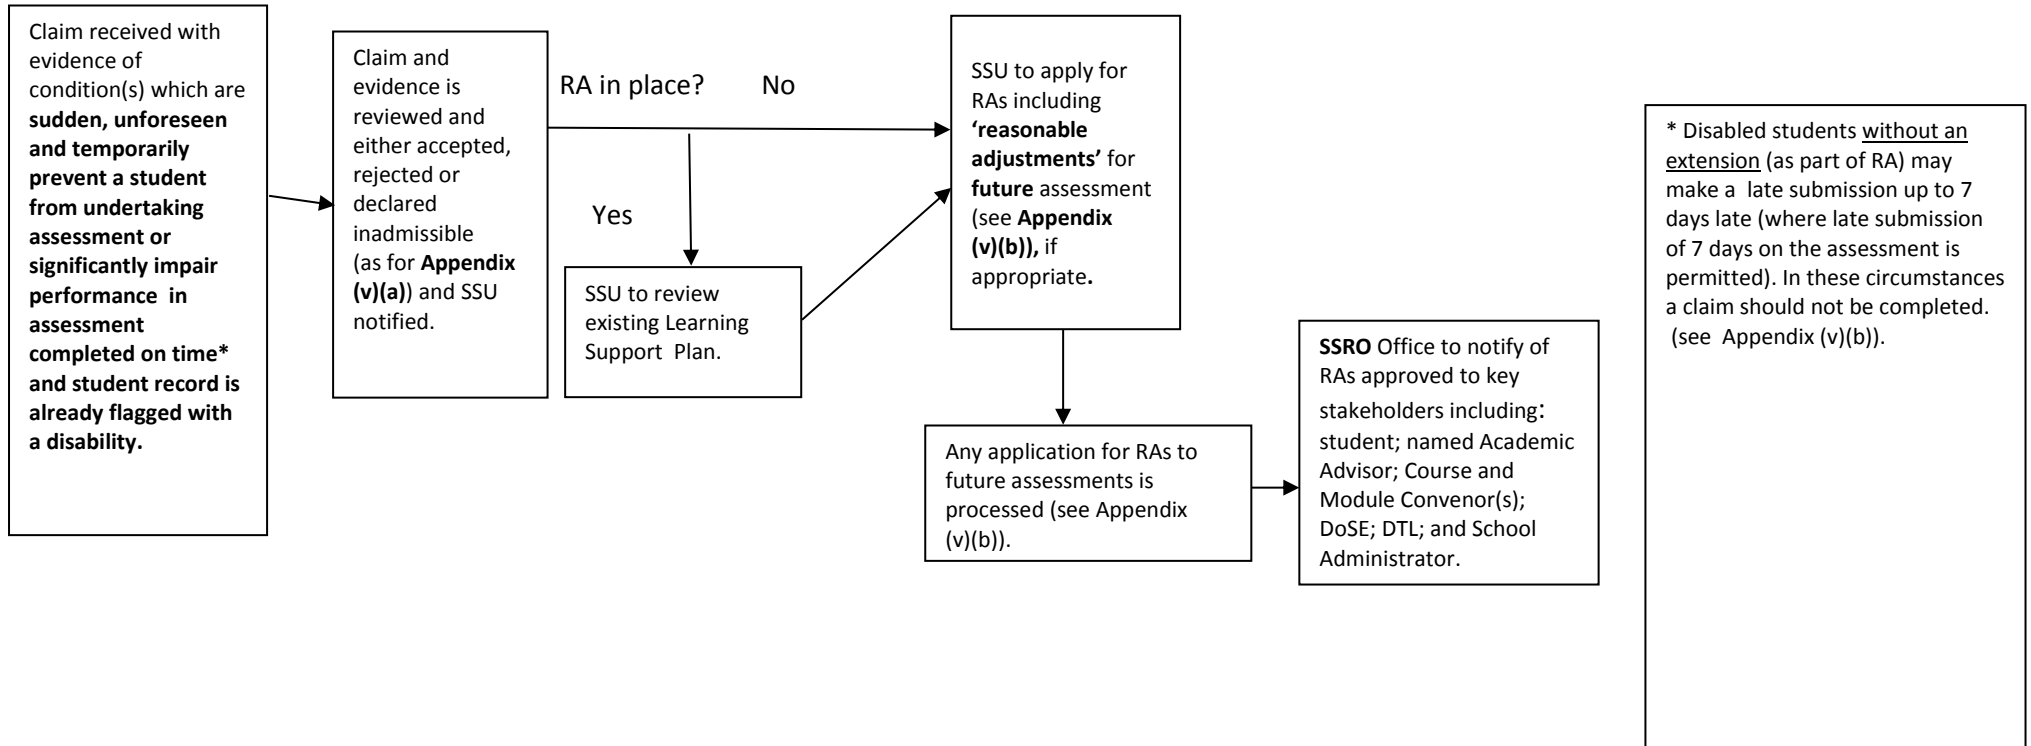 Claim received with
evidence of
condition(s) which are
sudden, unforeseen
and temporarily
prevent a student
from undertaking
assessment or
significantly impair
performance in
assessment
completed on time*
and student record is
already flagged with
a disability.
Claim and
evidence is
reviewed and
either accepted,
rejected or
declared
inadmissible
(as for Appendix
(v)(a)) and SSU
notified.
RA in place? No
Yes
SSU to review
existing Learning
Support Plan.
SSU to apply for
RAs including
‘reasonable
adjustments’ for
future assessment
(see Appendix
(v)(b)), if
appropriate.
Any application for RAs to
future assessments is
processed (see Appendix
(v)(b)).
SSRO Office to notify of
RAs approved to key
stakeholders including:
student; named Academic
Advisor; Course and
Module Convenor(s);
DoSE; DTL; and School
Administrator.
* Disabled students without an
extension (as part of RA) may
make a late submission up to 7
days late (where late submission
of 7 days on the assessment is
permitted). In these circumstances
a claim should not be completed.
(see Appendix (v)(b)).